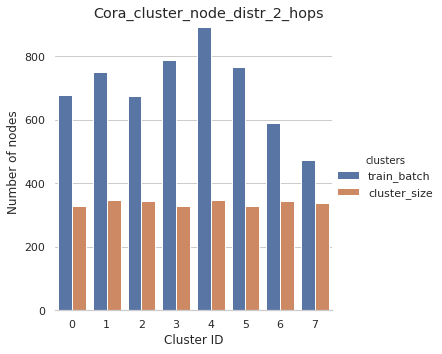 Cora_cluster_node_distr_2_hops
Number of nodes
800
600
400
200
0
0 1 2 3 4 5 6 7
Cluster ID
clusters
train_batch
cluster_size